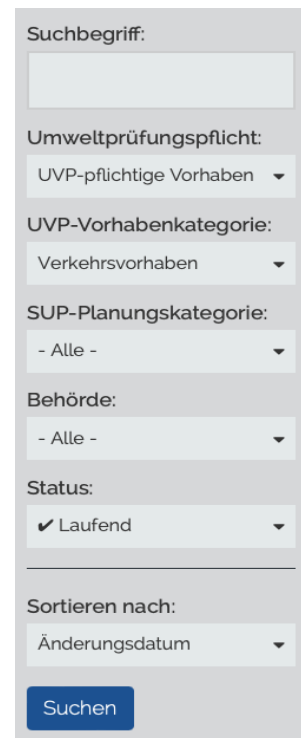 Suchbegriff:
Umweltprüfungspflicht:
UVP-pflichtige Vorhaben
UVP-Vorhabenkategorie:
Verkehrsvorhaben
SUP-Planungskategorie:
- Alle -
Behörde:
- Alle -
Status:
✔ Laufend
Sortieren nach:
Änderungsdatum
Suchen